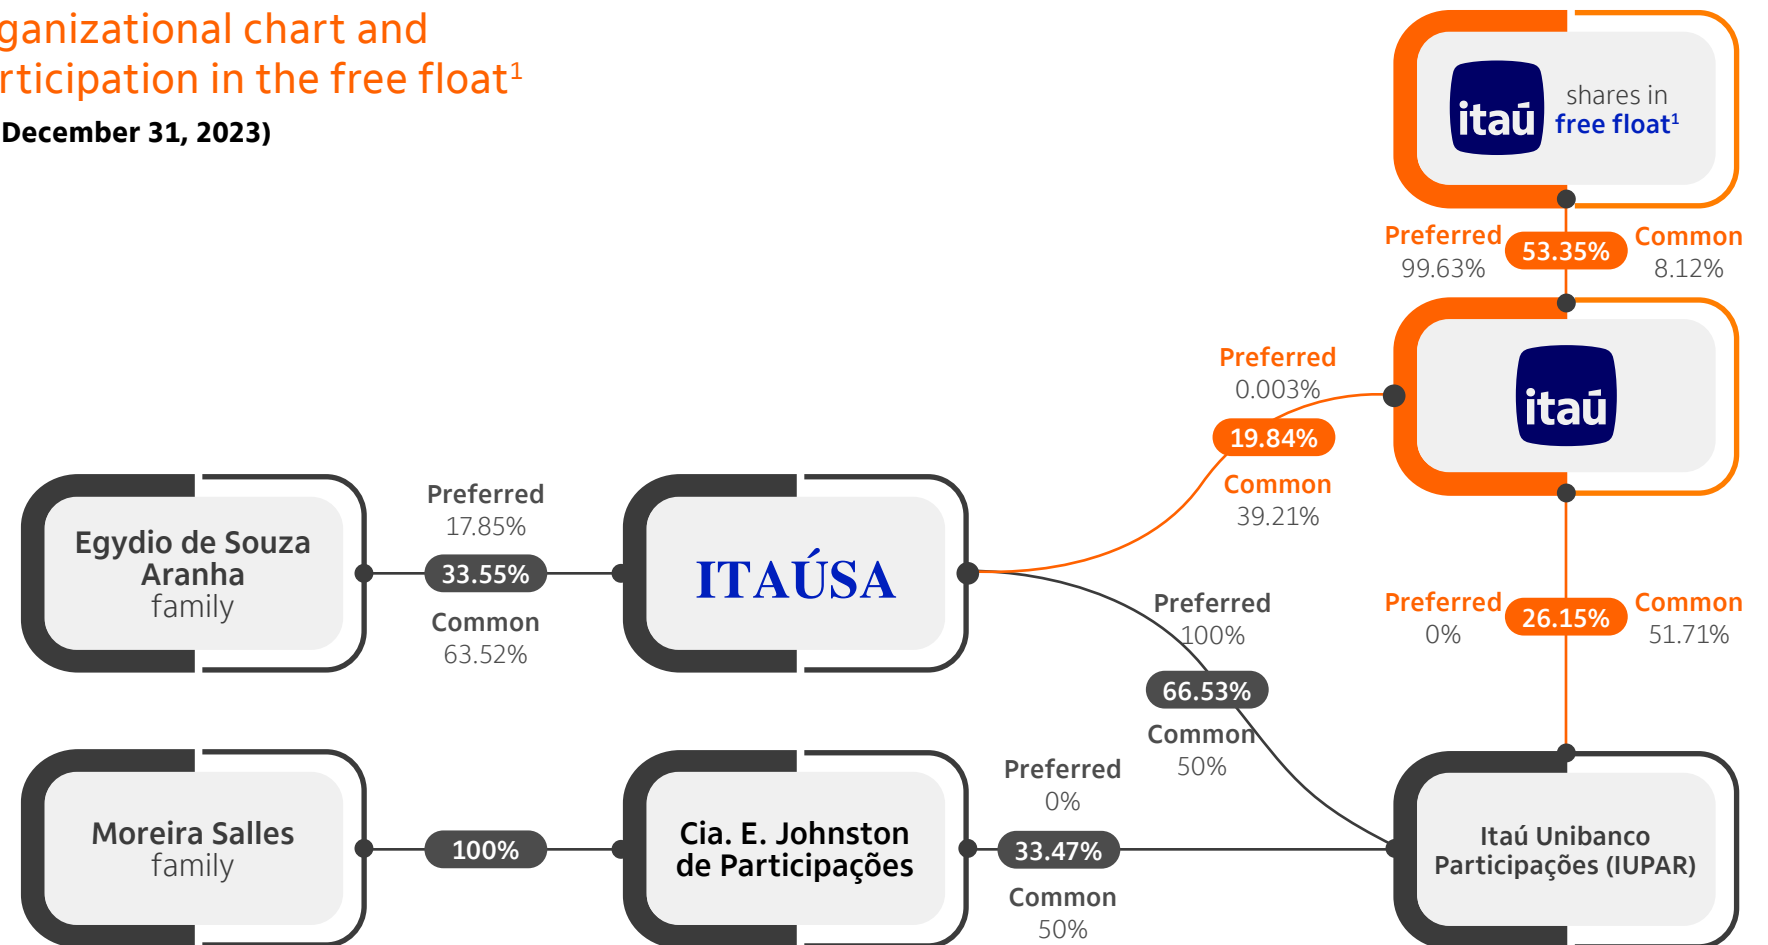 ganizational chart and
rticipation in the free float¹
December 31, 2023)
itaú
shares in
free float¹
Preferred
99.63%
53.35%
Common
8.12%
itaú
Preferred
0.003%
19.84%
Common
39.21%
Egydio de Souza
Aranha
family
Preferred
17.85%
33.55%
Common
63.52%
ITAÚSA
Preferred
100%
66.53%
Common
50%
Preferred
0%
26.15%
Common
51.71%
Moreira Salles
family
100%
Cia. E. Johnston
de Participações
Preferred
0%
33.47%
Common
50%
Itaú Unibanco
Participações (IUPAR)